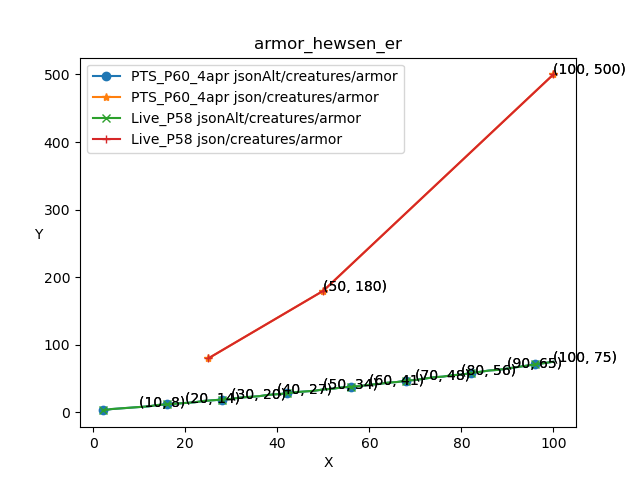 armor_hewsen_er
PTS_P60_4apr jsonAlt/creatures/armor
PTS_P60_4apr json/creatures/armor
Live_P58 jsonAlt/creatures/armor
Live_P58 json/creatures/armor
(100, 500)
(50, 180)
(10, 8)
(20, 14)
(30, 20)
(40, 27)
(50, 34)
(60, 41)
(70, 48)
(80, 56)
(90, 65)
(100, 75)
500
400
300
200
100
0
Y
0 20 40 60 80 100
X